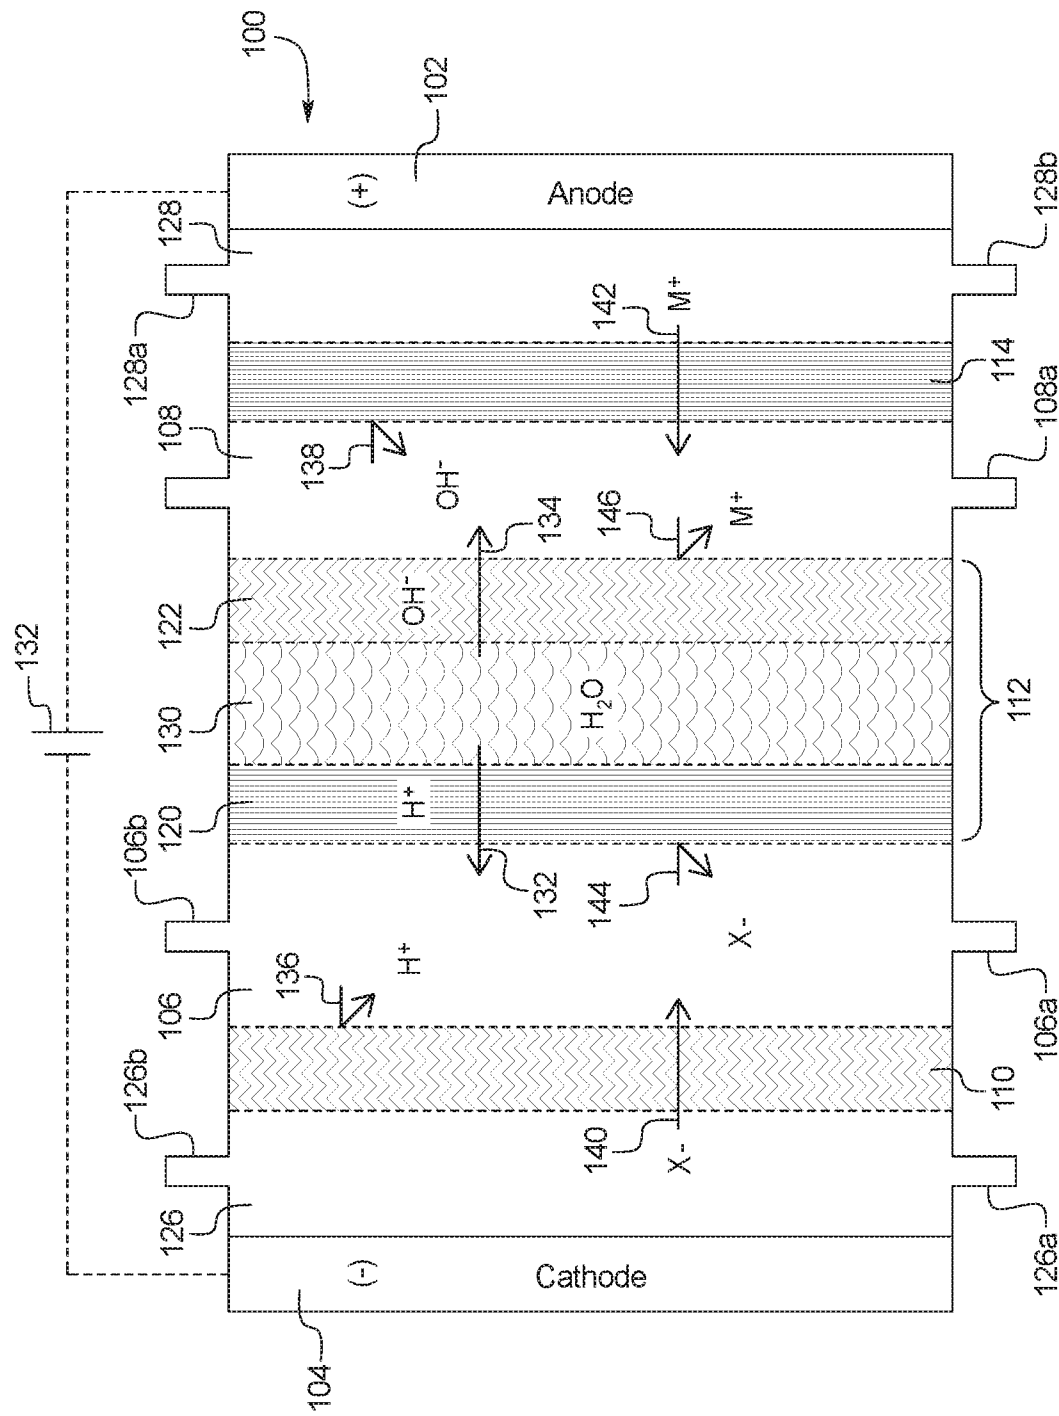 100
132
102
128
128a
108
122
130
120
106b
106
126b
126
104
(+)
Anode
128b
142
M+
138
OH-
134
146
M+
114
108a
OH-
H2O
H+
132
144
112
136
H+
X-
106a
140
X-
110
(-)
Cathode
126a